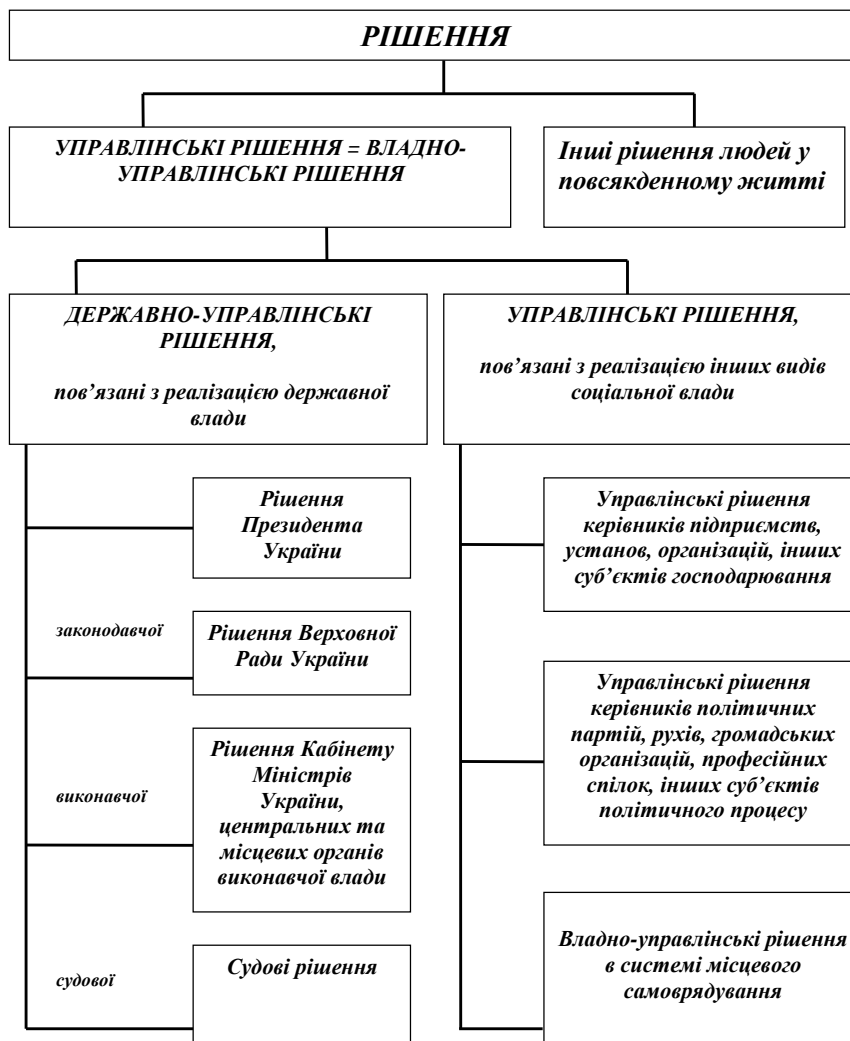 РІШЕННЯ
УПРАВЛІНСЬКІ РІШЕННЯ = ВЛАДНО-
УПРАВЛІНСЬКІ РІШЕННЯ
Інші рішення людей у
повсякденному житті
ДЕРЖАВНО-УПРАВЛІНСЬКІ
РІШЕННЯ,
пов’язані з реалізацією державної
влади
УПРАВЛІНСЬКІ РІШЕННЯ,
пов’язані з реалізацією інших видів
соціальної влади
Рішення
Президента
України
законодавчої
Рішення Верховної
Ради України
виконавчої
Рішення Кабінету
Міністрів
України,
центральних та
місцевих органів
виконавчої влади
судової
Судові рішення
Управлінські рішення
керівників підприємств,
установ, організацій, інших
суб’єктів господарювання
Управлінські рішення
керівників політичних
партій, рухів, громадських
організацій, професійних
спілок, інших суб’єктів
політичного процесу
Владно-управлінські рішення
в системі місцевого
самоврядування